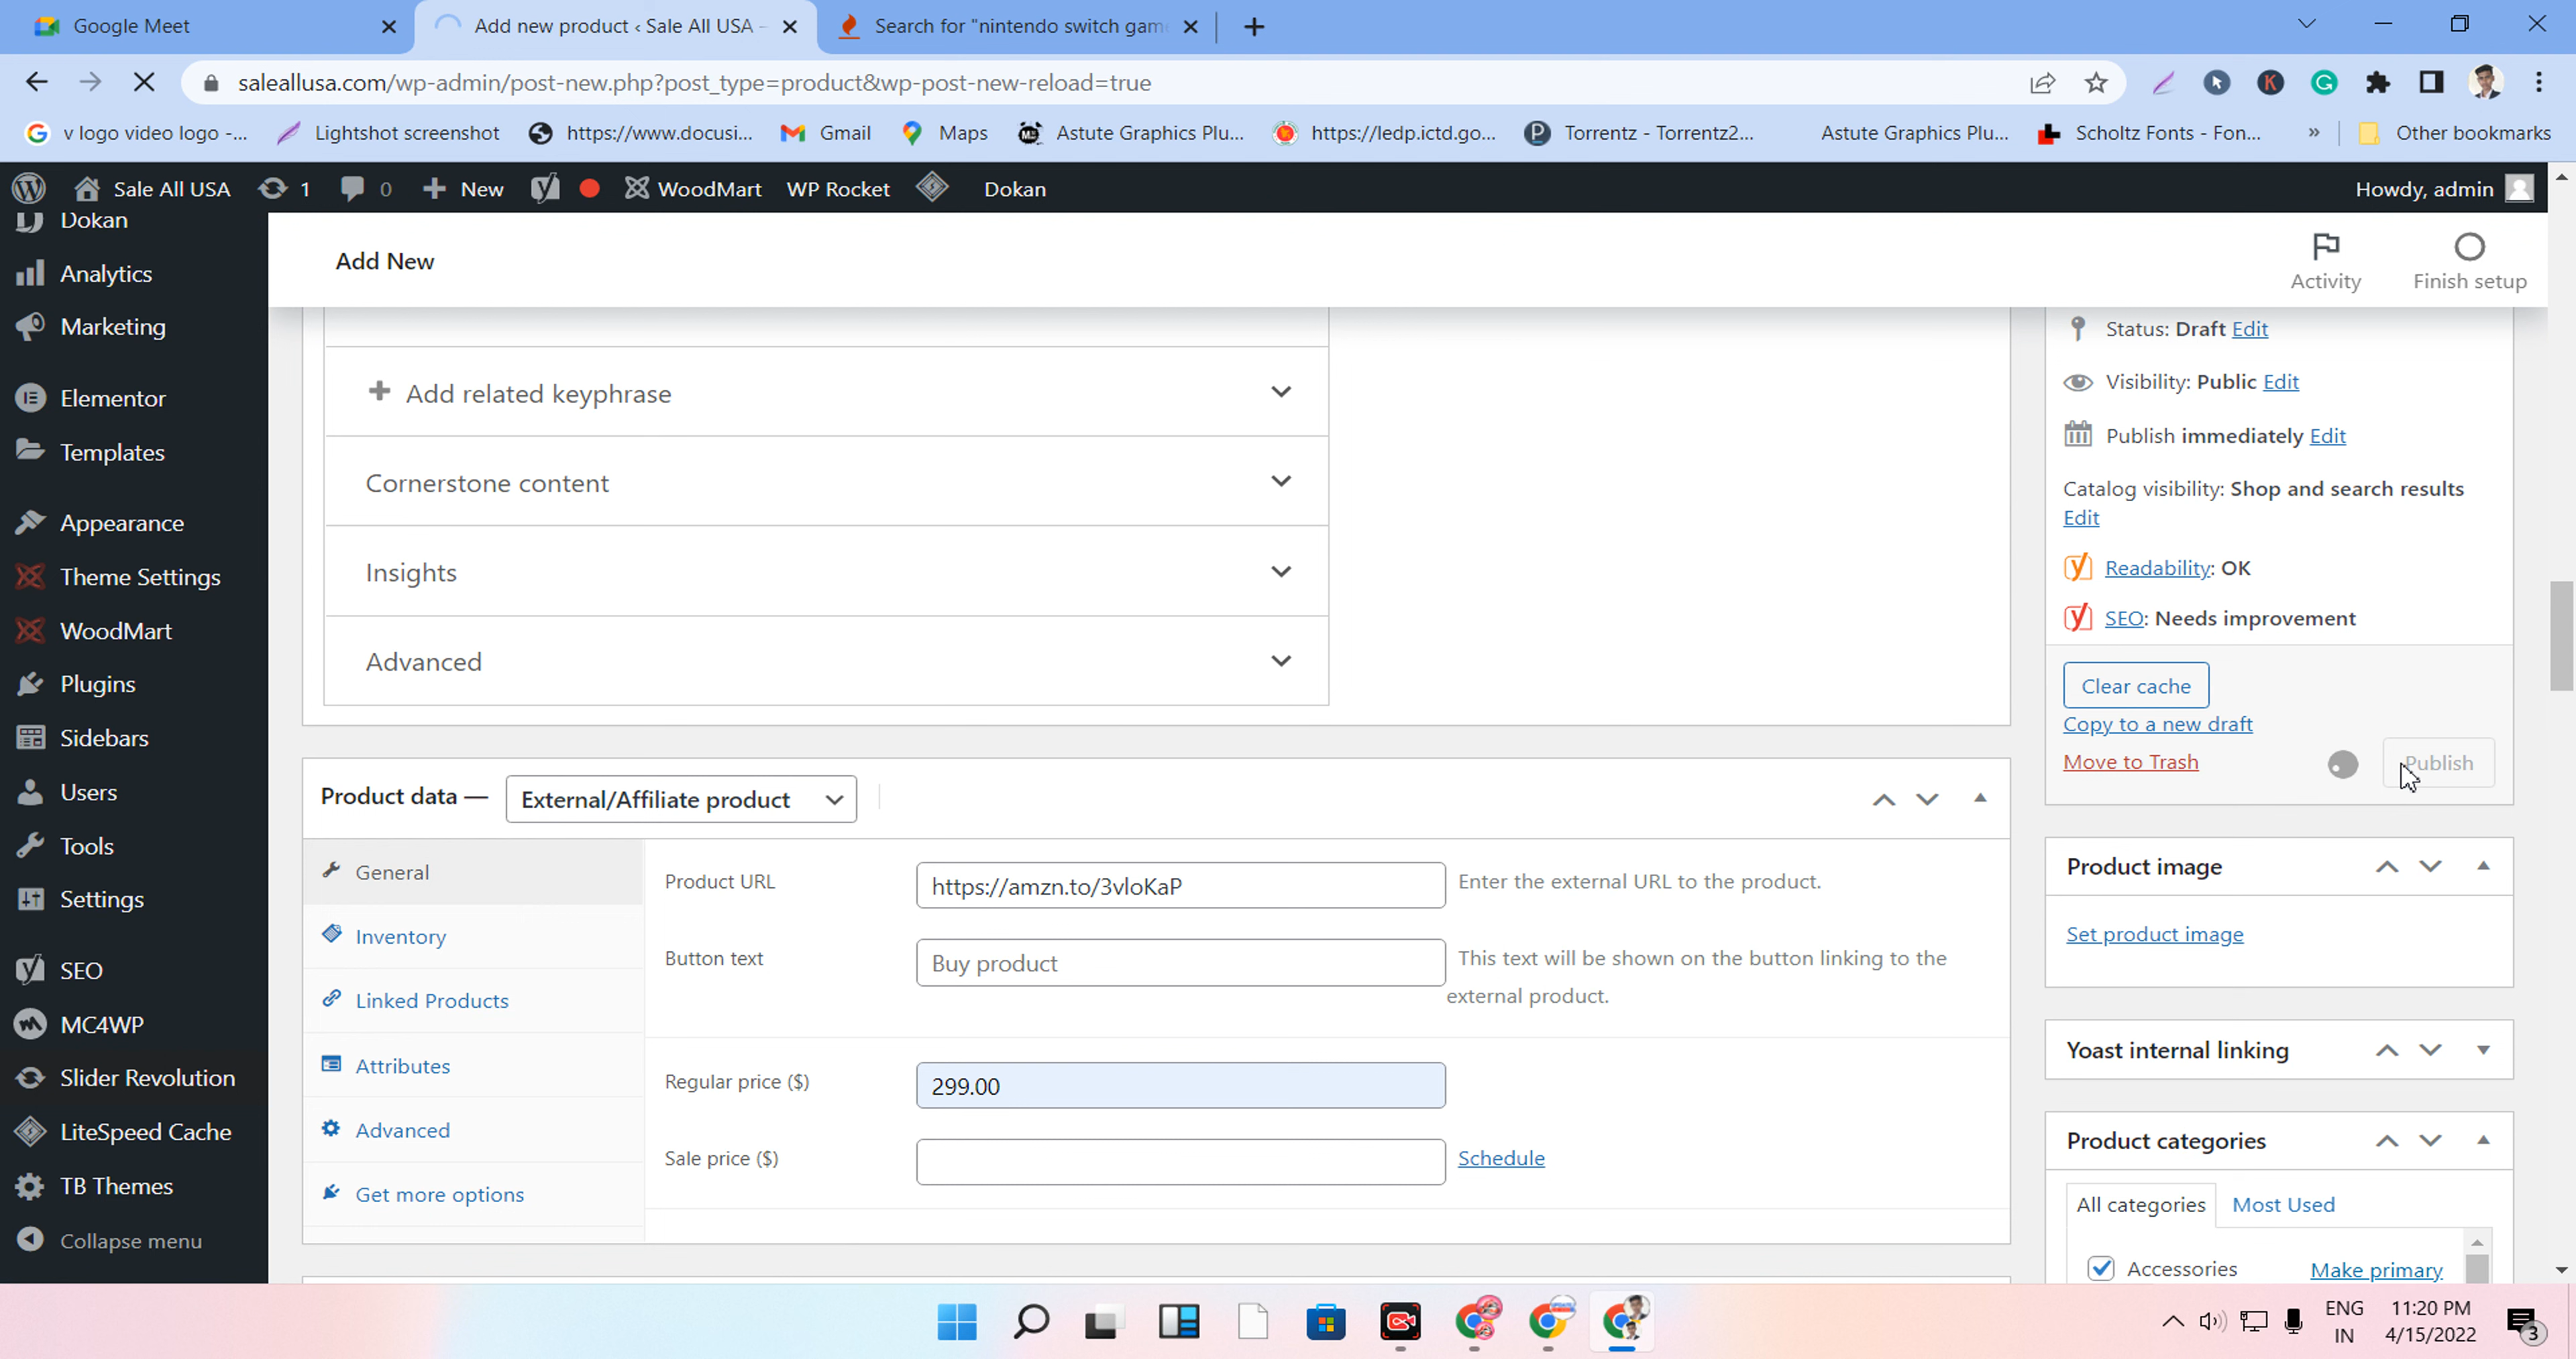 Google Meet
Add new product ‹ Sale All USA -
Search for "nintendo switch gam
saleallusa.com/wp-admin/post-new.php?post_type=product&wp-post-new-reload=true
v logo video logo -...
Lightshot screenshot
https://www.docusi...
Gmail
Maps
Astute Graphics Plu...
https://ledp.ictd.go...
Torrentz - Torrentz2...
Astute Graphics Plu...
Scholtz Fonts - Fon...
»
Other bookmarks
Sale All USA
1
0
New
WoodMart
WP Rocket
Dokan
Howdy, admin
Dokan
Analytics
Marketing
Elementor
Templates
Appearance
Theme Settings
WoodMart
Plugins
Sidebars
Users
Tools
Settings
SEO
MC4WP
Slider Revolution
LiteSpeed Cache
TB Themes
Collapse menu
Add New
Activity
Finish setup
Add related keyphrase
Cornerstone content
Insights
Advanced
Product data —
External/Affiliate product
General
Inventory
Linked Products
Attributes
Advanced
Get more options
Product URL
https://amzn.to/3vloKaP
Enter the external URL to the product.
Button text
Buy product
This text will be shown on the button linking to the
external product.
Regular price ($)
299.00
Sale price ($)
Schedule
Status: Draft Edit
Visibility: Public Edit
Publish immediately Edit
Catalog visibility: Shop and search results
Edit
Readability: OK
SEO: Needs improvement
Clear cache
Copy to a new draft
Move to Trash
Publish
Product image
Set product image
Yoast internal linking
Product categories
All categories
Most Used
Accessories
Make primary
ENG
IN
11:20 PM
4/15/2022
3